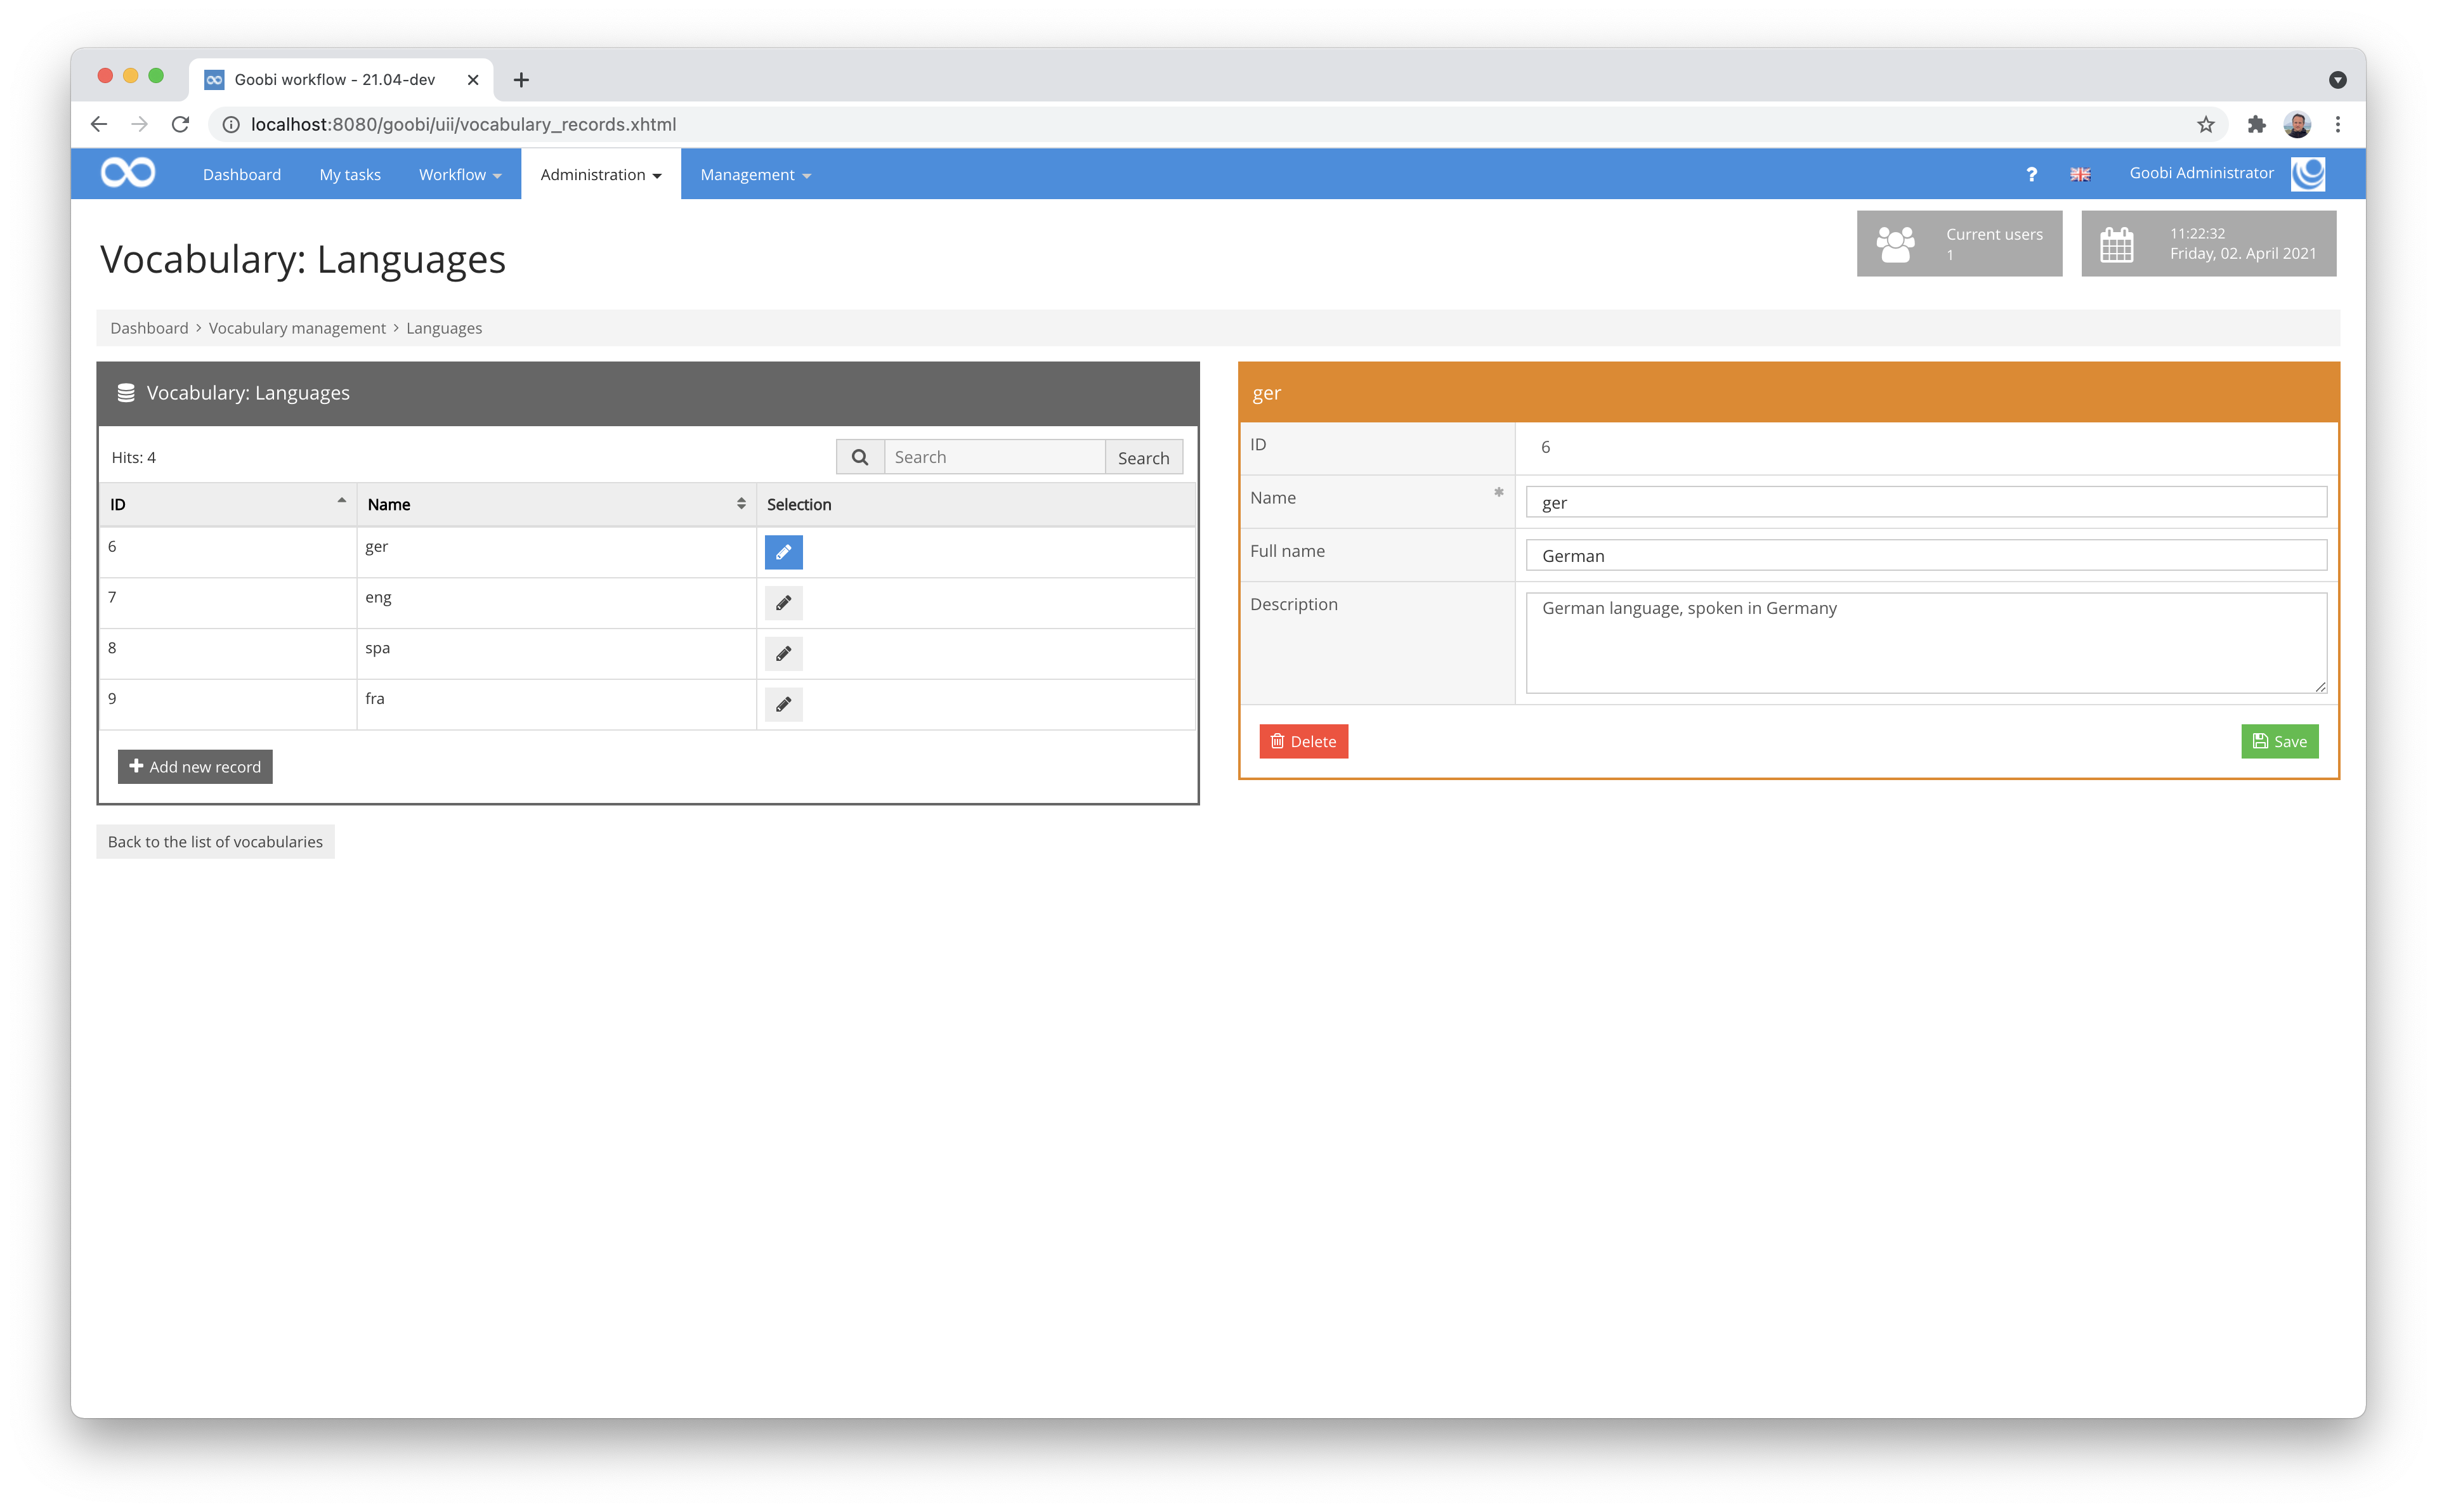 Goobi workflow - 21.04-dev
localhost:8080/goobi/uii/vocabulary_records.xhtml
Dashboard My tasks Workflow Administration Management ? Goobi Administrator
Vocabulary: Languages
Current users
1
11:22:32
Friday, 02. April 2021
Dashboard > Vocabulary management > Languages
Vocabulary: Languages
Hits: 4 Search Search
ID Name Selection
6 ger
7 eng
8 spa
9 fra
Add new record
Back to the list of vocabularies
ger
ID 6
Name * ger
Full name German
Description German language, spoken in Germany
Delete Save